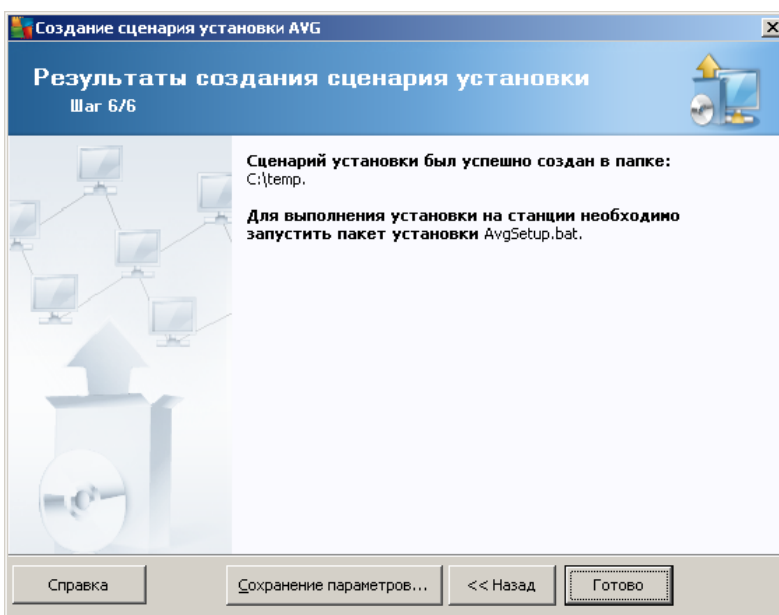 Создание сценария установки AVG
Результаты создания сценария установки
Шаг 6/6
Сценарий установки был успешно создан в папке:
C:\temp.
Для выполнения установки на станции необходимо
запустить пакет установки AvgSetup.bat.
Справка
Сохранение параметров...
<< Назад
Готово